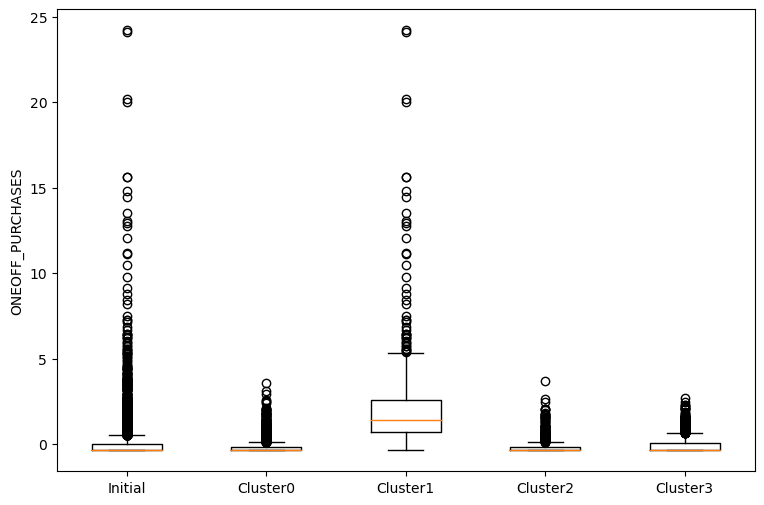 ONEOFF_PURCHASES
25
20
15
10
5
0
Initial
Cluster0
Cluster1
Cluster2
Cluster3